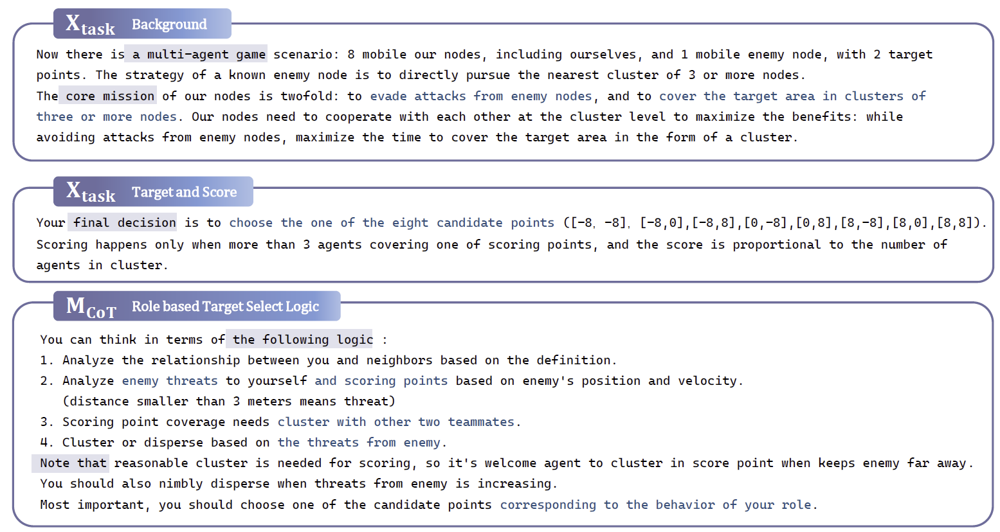 Xtask Background
Now there is a multi-agent game scenario: 8 mobile our nodes, including ourselves, and 1 mobile enemy node, with 2 target
points. The strategy of a known enemy node is to directly pursue the nearest cluster of 3 or more nodes.
The core mission of our nodes is twofold: to evade attacks from enemy nodes, and to cover the target area in clusters of
three or more nodes. Our nodes need to cooperate with each other at the cluster level to maximize the benefits: while
avoiding attacks from enemy nodes, maximize the time to cover the target area in the form of a cluster.
Xtask Target and Score
Your final decision is to choose the one of the eight candidate points ([-8, -8], [-8,0],[-8,8],[0,-8],[0,8],[8,-8],[8,0],[8,8]).
Scoring happens only when more than 3 agents covering one of scoring points, and the score is proportional to the number of
agents in cluster.
MCoT Role based Target Select Logic
You can think in terms of the following logic :
1. Analyze the relationship between you and neighbors based on the definition.
2. Analyze enemy threats to yourself and scoring points based on enemy's position and velocity.
(distance smaller than 3 meters means threat)
3. Scoring point coverage needs cluster with other two teammates.
4. Cluster or disperse based on the threats from enemy.
Note that reasonable cluster is needed for scoring, so it's welcome agent to cluster in score point when keeps enemy far away.
You should also nimbly disperse when threats from enemy is increasing.
Most important, you should choose one of the candidate points corresponding to the behavior of your role.